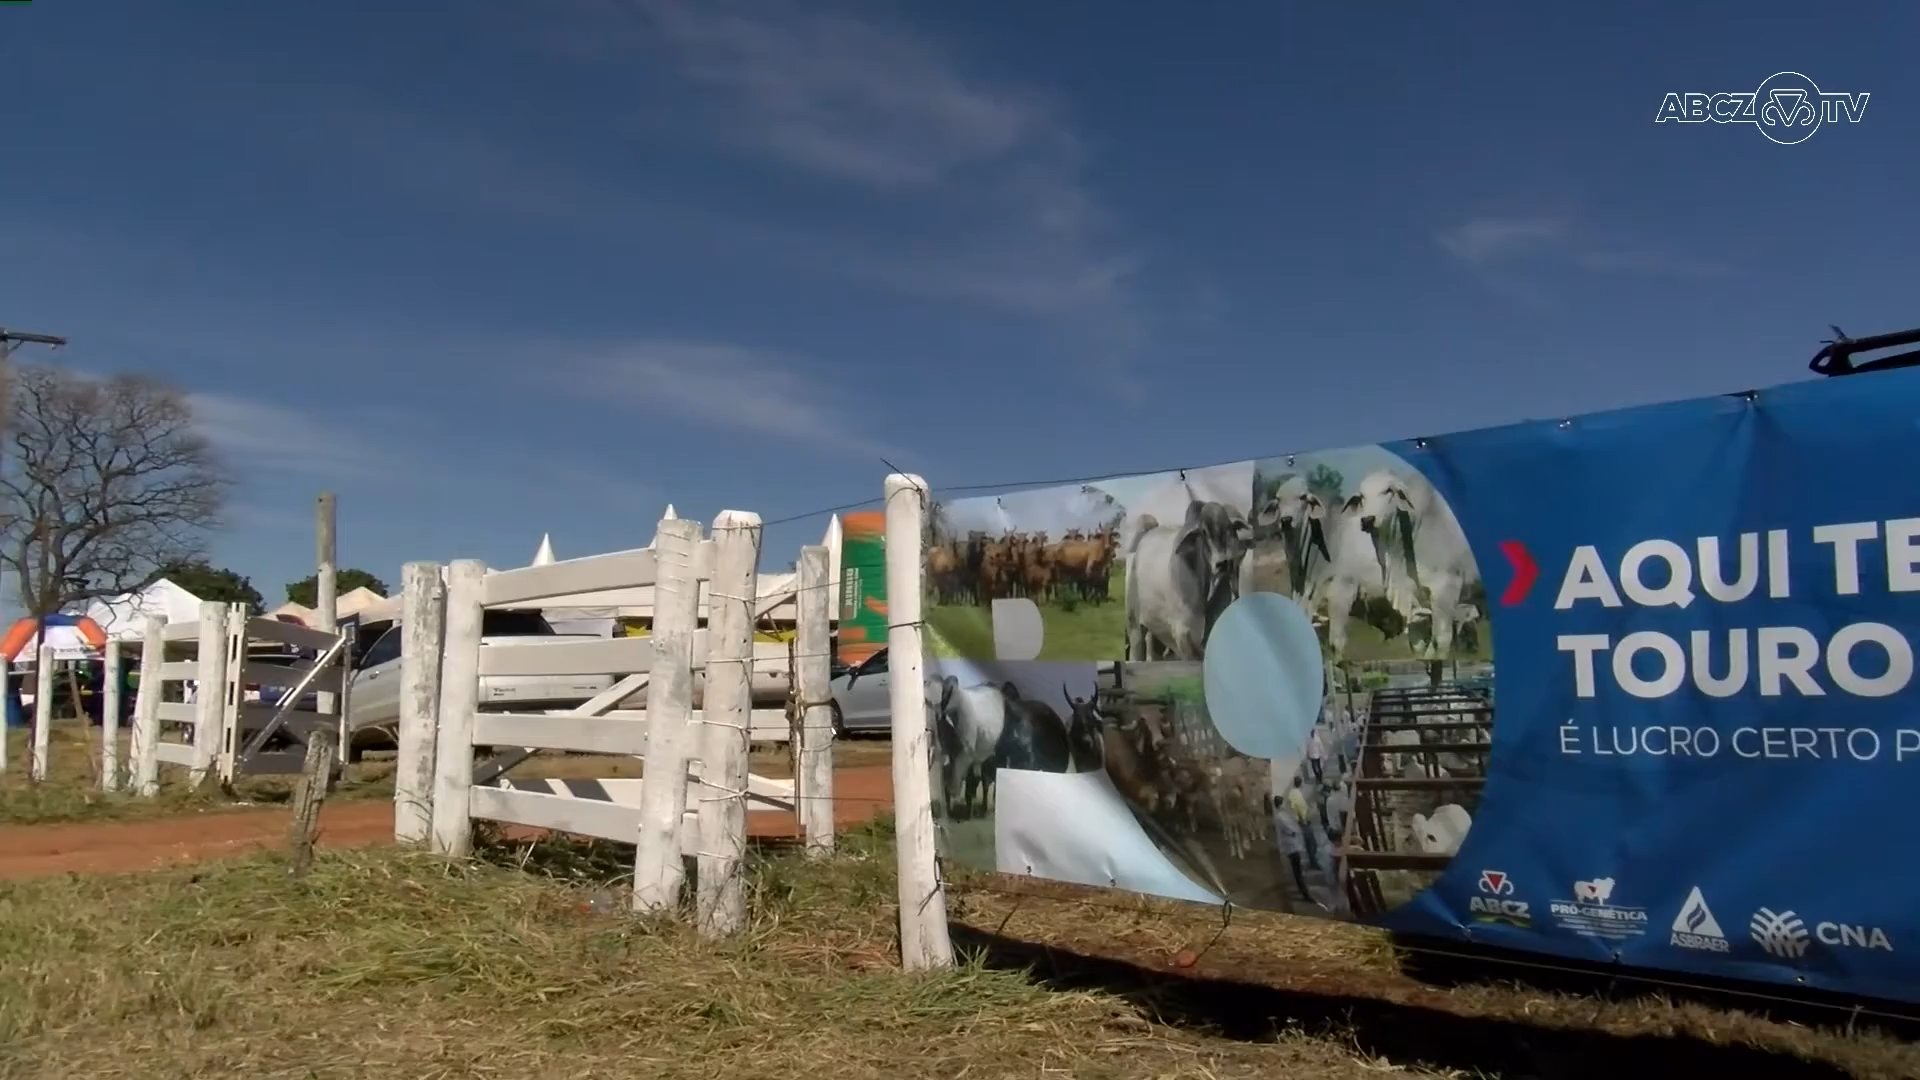 ABCZ TV
AQUI TE
TOURO
É LUCRO CERTO P
ABCZ
PRÓ-GENÉTICA
ASBRAER
CNA